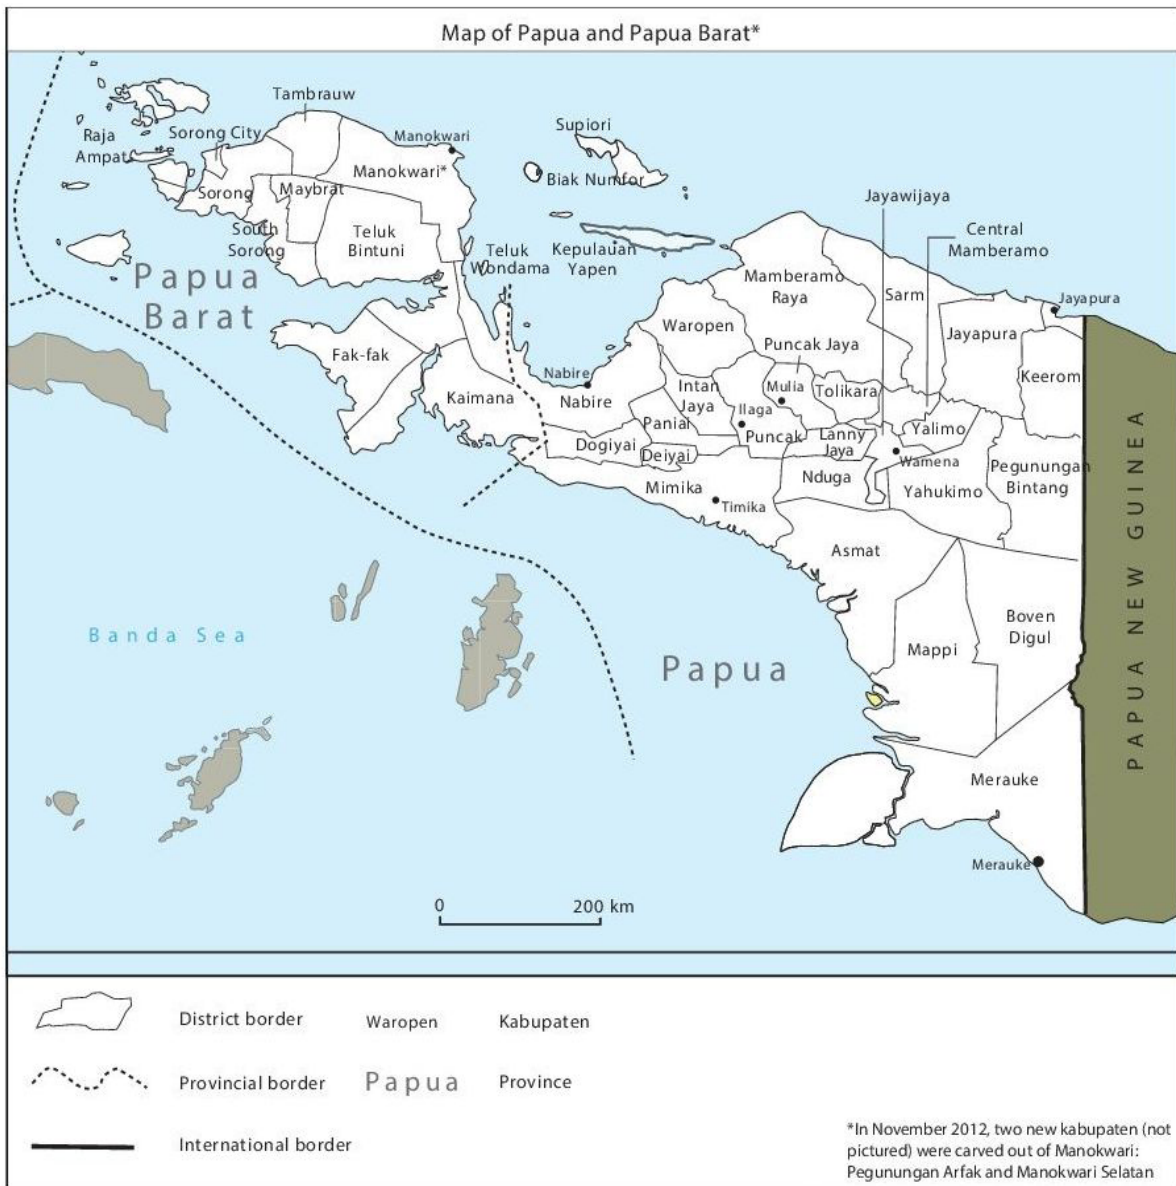 Map of Papua and Papua Barat*
Tambrauw
Raja
Ampat
Sorong City
Manokwari
Supiori
Manokwari*
Biak Numfor
Sorong
Maybrat
South
Sorong
Teluk
Bintuni
Teluk
Wondama
Kepulauan
Yapen
Jayawijaya
Central
Mamberamo
Papua
Barat
Mamberamo
Raya
Sarm
Jayapura
Waropen
Jayapura
Puncak Jaya
Fak-fak
Kaimana
Nabire
Nabire
Intan
Jaya
Mulia
Tolikara
Keerom
Paniai
Ilaga
Puncak
Lanny
Jaya
Yalimo
Dogiyai
Deiyai
Wamena
Pegunungan
Bintang
Mimika
Timika
Nduga
Yahukimo
Asmat
Banda Sea
Papua
Mappi
Boven
Digul
PAPUA NEW GUINEA
Merauke
Merauke
0 200 km
District border Waropen Kabupaten
Provincial border Papua Province
International border
*In November 2012, two new kabupaten (not
pictured) were carved out of Manokwari:
Pegunungan Arfak and Manokwari Selatan